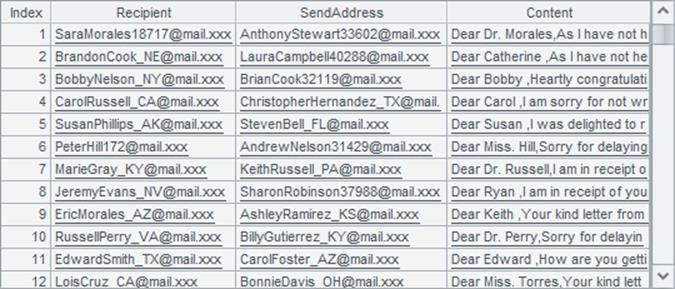 Index Recipient SendAddress Content
1 SaraMorales18717@mail.xxx AnthonyStewart33602@mail.xxx Dear Dr. Morales,As I have not h
2 BrandonCook_NE@mail.xxx LauraCampbell40288@mail.xxx Dear Catherine ,As I have not he
3 BobbyNelson_NY@mail.xxx BrianCook32119@mail.xxx Dear Bobby ,Heartly congratulati
4 CarolRussell_CA@mail.xxx ChristopherHernandez_TX@mail. Dear Carol ,I am sorry for not wr
5 SusanPhillips_AK@mail.xxx StevenBell_FL@mail.xxx Dear Susan ,I was delighted to r
6 PeterHill172@mail.xxx AndrewNelson31429@mail.xxx Dear Miss. Hill,Sorry for delaying
7 MarieGray_KY@mail.xxx KeithRussell_PA@mail.xxx Dear Dr. Russell,I am in receipt o
8 JeremyEvans_NV@mail.xxx SharonRobinson37988@mail.xxx Dear Ryan ,I am in receipt of you
9 EricMorales_AZ@mail.xxx AshleyRamirez_KS@mail.xxx Dear Keith ,Your kind letter from
10 RussellPerry_VA@mail.xxx BillyGutierrez_KY@mail.xxx Dear Dr. Perry,Sorry for delayin
11 EdwardSmith_TX@mail.xxx CarolFoster_AZ@mail.xxx Dear Edward ,How are you getti
12 LoisCruz_CA@mail.xxx BonnieDavis_OH@mail.xxx Dear Miss. Torres,Your kind lett